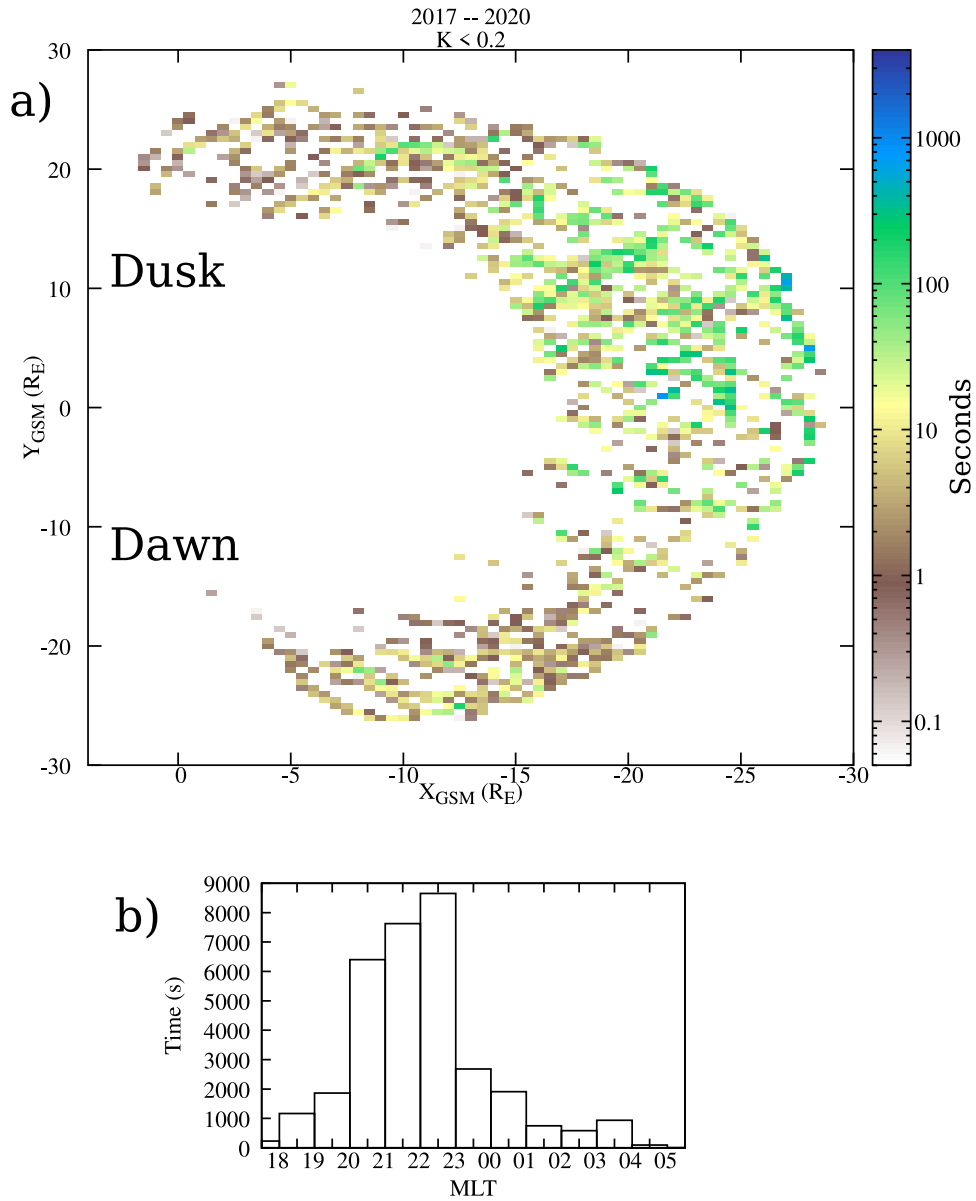 2017 -- 2020
K < 0.2
a)
30
20
10
0
-10
-20
-30
Y_GSM (R_E)
Dusk
Dawn
0
-5
-10
-15
-20
-25
-30
X_GSM (R_E)
1000
100
10
1
0.1
Seconds
b)
9000
8000
7000
6000
5000
4000
3000
2000
1000
0
Time (s)
18 19 20 21 22 23 00 01 02 03 04 05
MLT